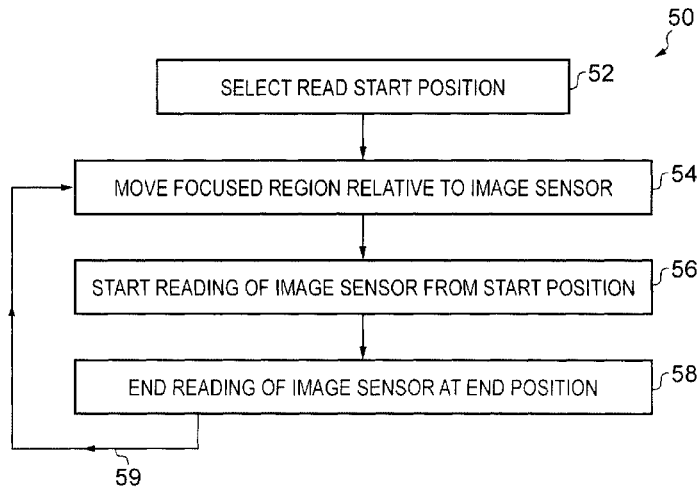 50
SELECT READ START POSITION
52
MOVE FOCUSED REGION RELATIVE TO IMAGE SENSOR
54
START READING OF IMAGE SENSOR FROM START POSITION
56
END READING OF IMAGE SENSOR AT END POSITION
58
59